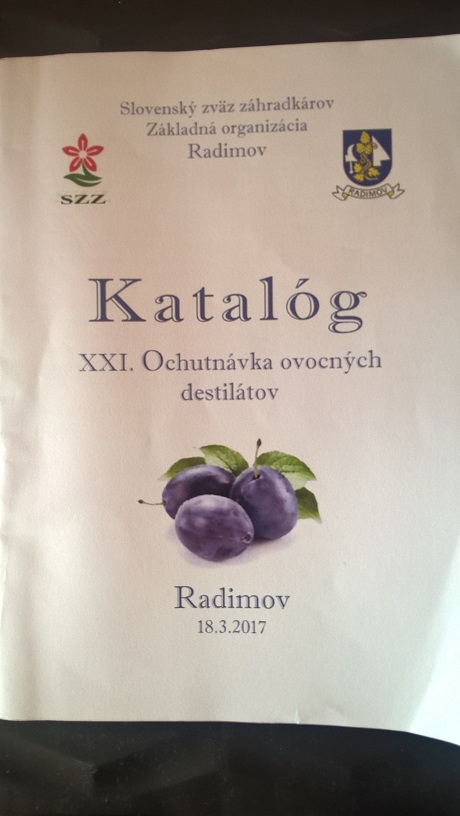 Slovenský zväz záhradkárov
Základná organizácia
Radimov
SZZ
RADIMOV
Katalóg
XXI. Ochutnávka ovocných
destilátov
Radimov
18.3.2017